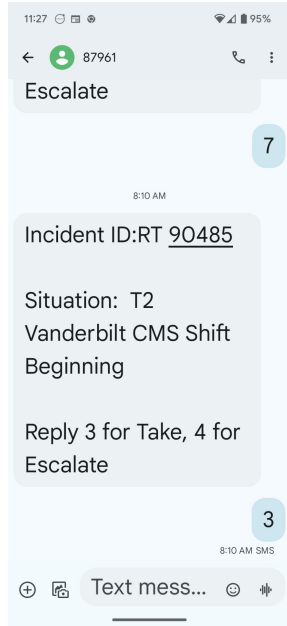 11:27 95%
87961
Escalate
7
8:10 AM
Incident ID:RT 90485
Situation:  T2
Vanderbilt CMS Shift
Beginning
Reply 3 for Take, 4 for
Escalate
3
8:10 AM SMS
Text mess...